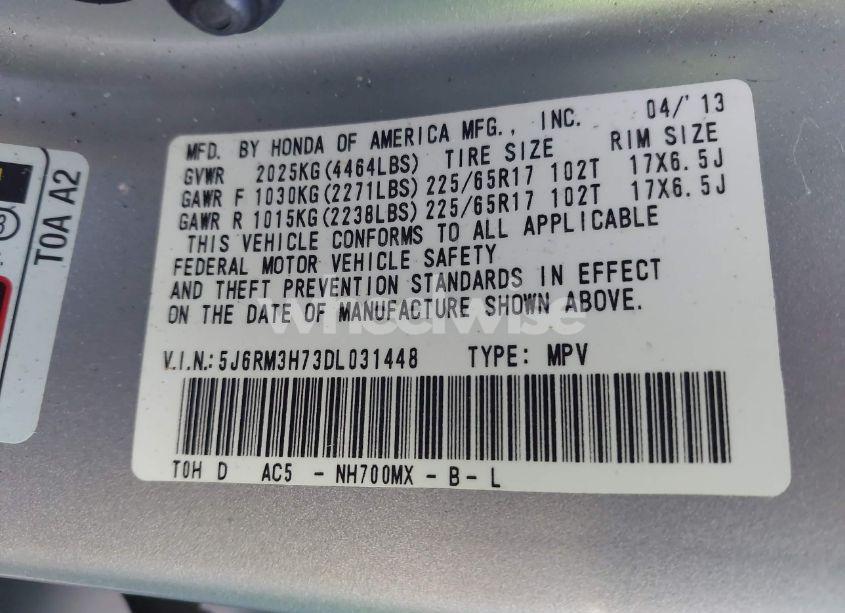 MFD. BY HONDA OF AMERICA MFG., INC. 04/'13
GVWR 2025KG(4464LBS) TIRE SIZE RIM SIZE
GAWR F 1030KG(2271LBS) 225/65R17 102T 17X6.5J
GAWR R 1015KG(2238LBS) 225/65R17 102T 17X6.5J
THIS VEHICLE CONFORMS TO ALL APPLICABLE
FEDERAL MOTOR VEHICLE SAFETY
AND THEFT PREVENTION STANDARDS IN EFFECT
ON THE DATE OF MANUFACTURE SHOWN ABOVE.
Wheelwise
V.I.N.:5J6RM3H73DL031448 TYPE: MPV
T0H D AC5 - NH700MX - B - L
T0A A2